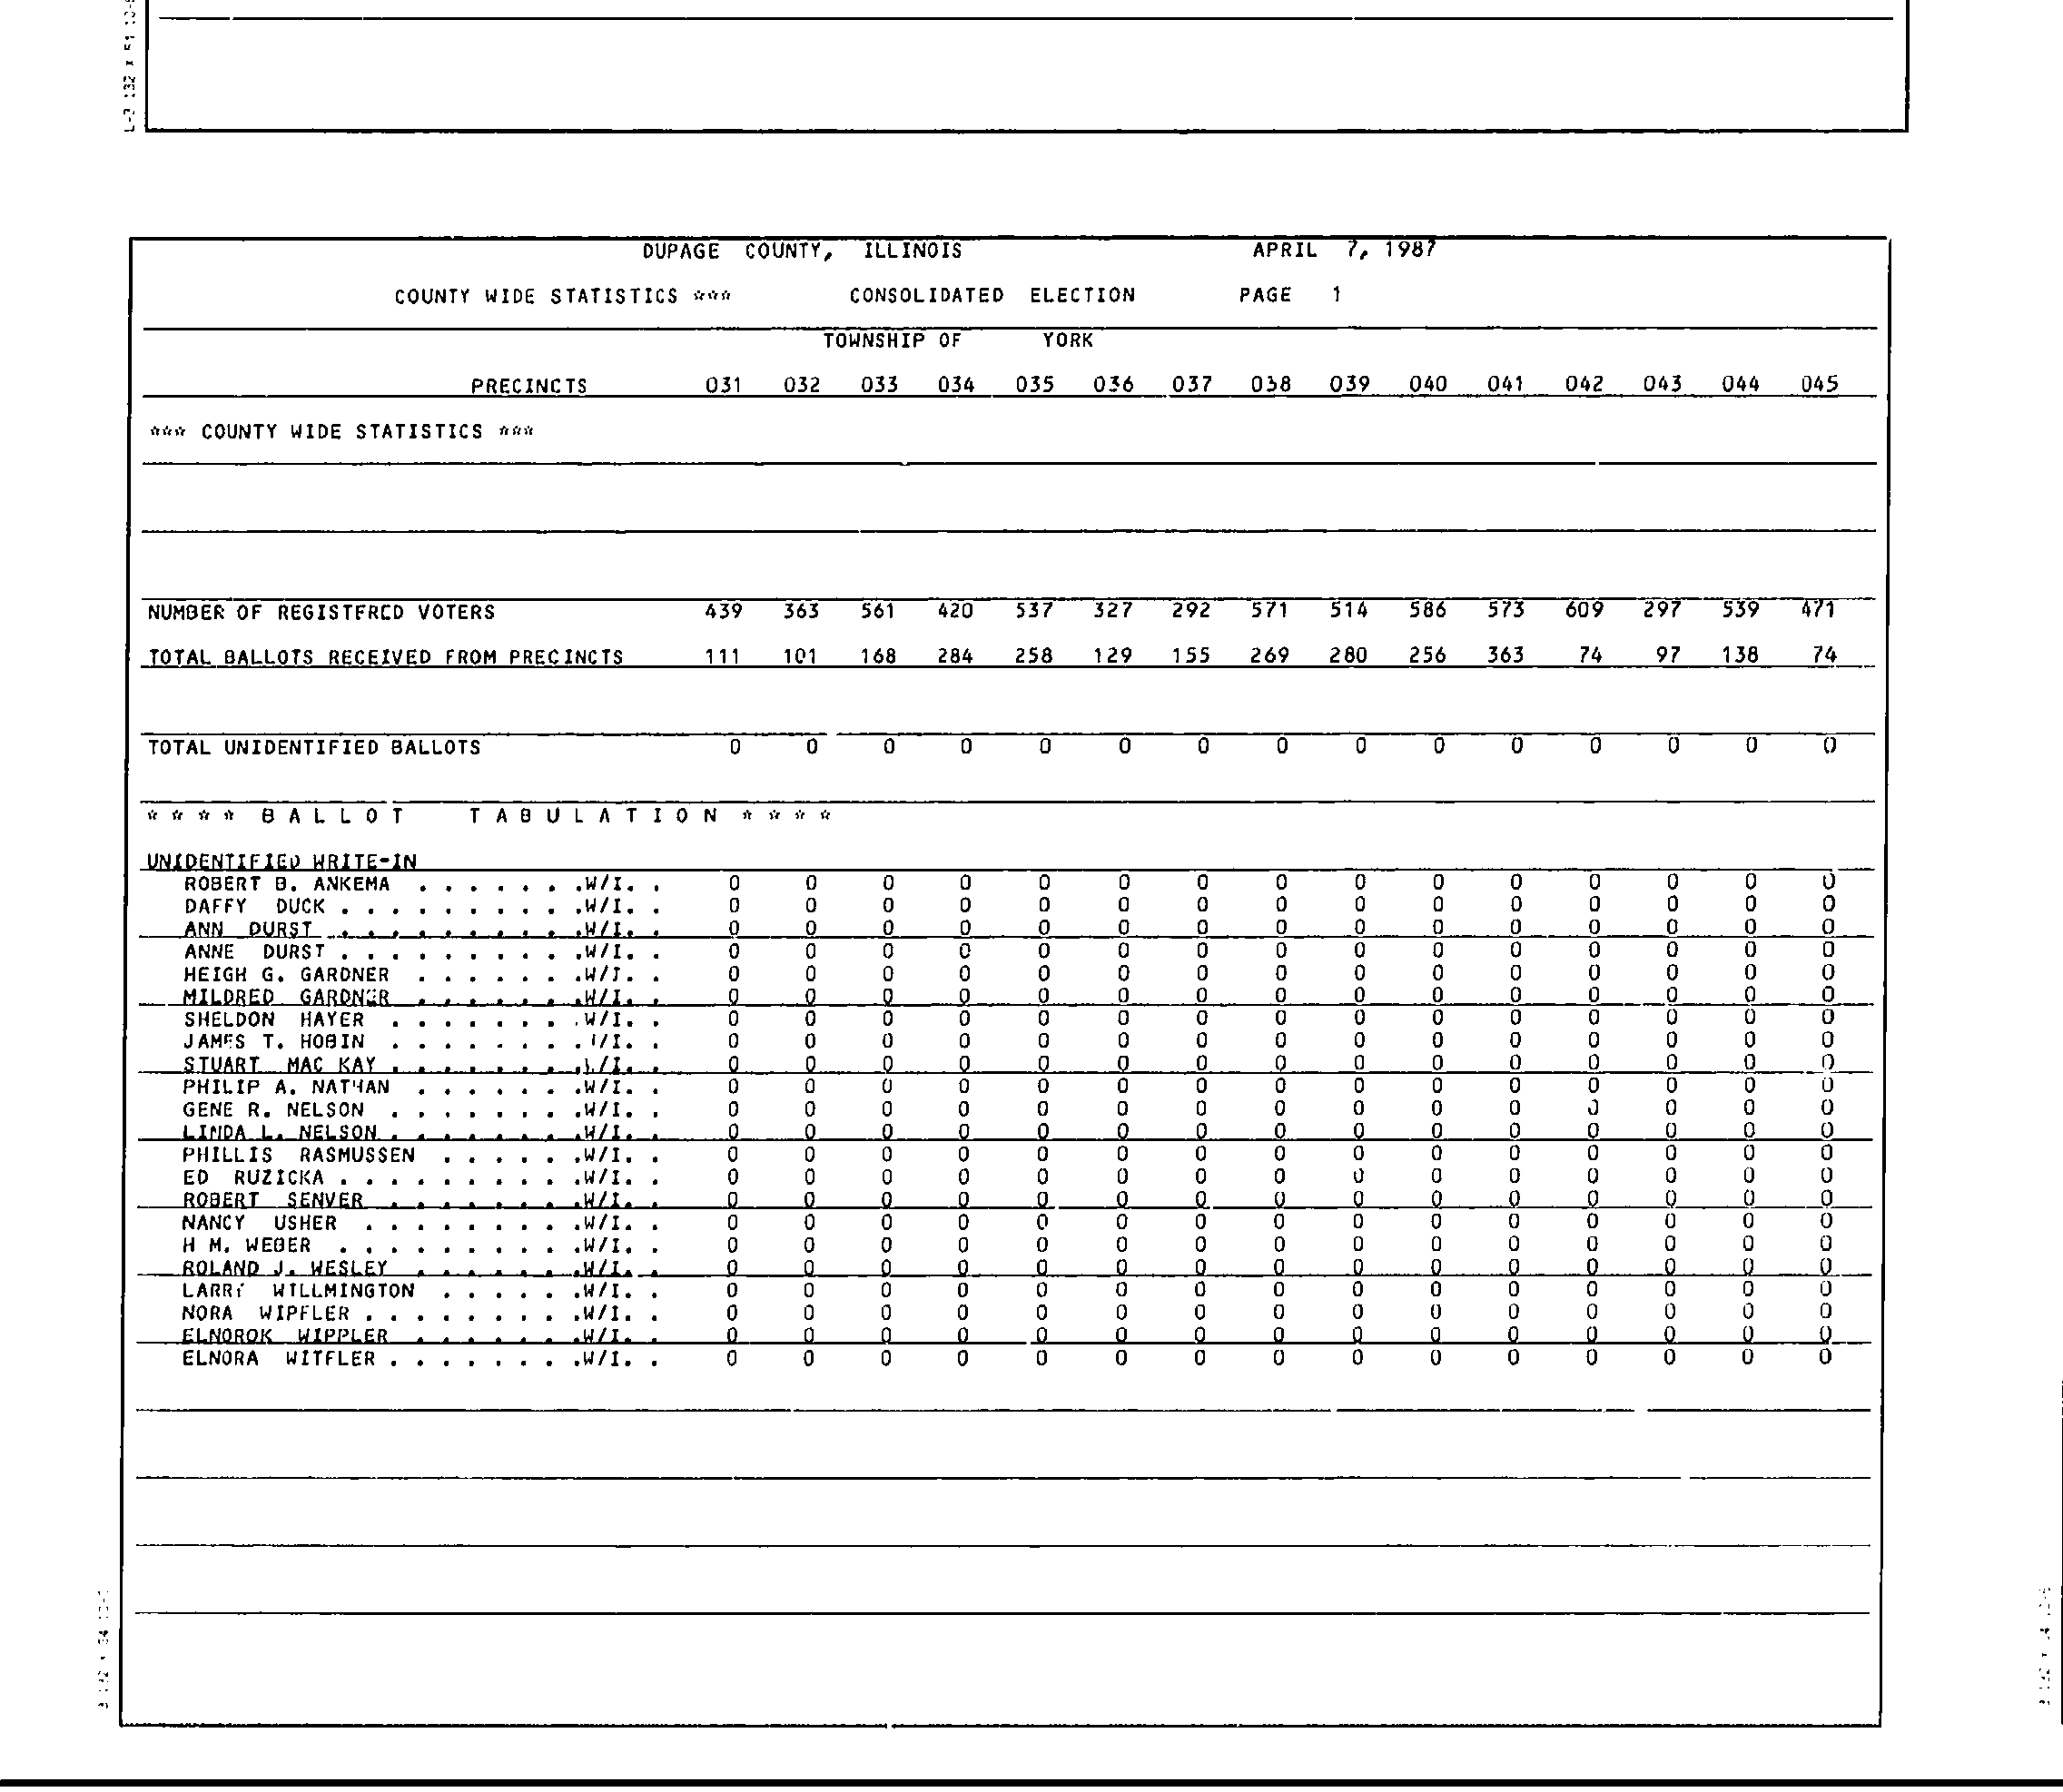 DUPAGE COUNTY, ILLINOIS APRIL 7, 1987
COUNTY WIDE STATISTICS *** CONSOLIDATED ELECTION PAGE 1
TOWNSHIP OF YORK
PRECINCTS 031 032 033 034 035 036 037 038 039 040 041 042 043 044 045
*** COUNTY WIDE STATISTICS ***
NUMBER OF REGISTERED VOTERS 439 363 561 420 537 327 292 571 514 586 573 609 297 539 471
TOTAL BALLOTS RECEIVED FROM PRECINCTS 111 101 168 284 258 129 155 269 280 256 363 74 97 138 74
TOTAL UNIDENTIFIED BALLOTS 0 0 0 0 0 0 0 0 0 0 0 0 0 0 0
* * * * B A L L O T T A B U L A T I O N * * * *
UNIDENTIFIED WRITE-IN
ROBERT B. ANKEMA . . . . . . .W/I. . 0 0 0 0 0 0 0 0 0 0 0 0 0 0 0
DAFFY DUCK . . . . . . . . . .W/I. . 0 0 0 0 0 0 0 0 0 0 0 0 0 0 0
ANN DURST . . . . . . . . . .W/I. . 0 0 0 0 0 0 0 0 0 0 0 0 0 0 0
ANNE DURST . . . . . . . . . .W/I. . 0 0 0 0 0 0 0 0 0 0 0 0 0 0 0
HEIGH G. GARDNER . . . . . . .W/I. . 0 0 0 0 0 0 0 0 0 0 0 0 0 0 0
MILDRED GARDNER . . . . . . .W/I. . 0 0 0 0 0 0 0 0 0 0 0 0 0 0 0
SHELDON HAYER . . . . . . . .W/I. . 0 0 0 0 0 0 0 0 0 0 0 0 0 0 0
JAMES T. HOBIN . . . . . . . .W/I. . 0 0 0 0 0 0 0 0 0 0 0 0 0 0 0
STUART MAC KAY . . . . . . . .W/I. . 0 0 0 0 0 0 0 0 0 0 0 0 0 0 0
PHILIP A. NATHAN . . . . . . .W/I. . 0 0 0 0 0 0 0 0 0 0 0 0 0 0 0
GENE R. NELSON . . . . . . . .W/I. . 0 0 0 0 0 0 0 0 0 0 0 0 0 0 0
LINDA L. NELSON . . . . . . . .W/I. . 0 0 0 0 0 0 0 0 0 0 0 0 0 0 0
PHILLIS RASMUSSEN . . . . . .W/I. . 0 0 0 0 0 0 0 0 0 0 0 0 0 0 0
ED RUZICKA . . . . . . . . . .W/I. . 0 0 0 0 0 0 0 0 0 0 0 0 0 0 0
ROBERT SENVER . . . . . . . .W/I. . 0 0 0 0 0 0 0 0 0 0 0 0 0 0 0
NANCY USHER . . . . . . . . .W/I. . 0 0 0 0 0 0 0 0 0 0 0 0 0 0 0
H M. WEBER . . . . . . . . . .W/I. . 0 0 0 0 0 0 0 0 0 0 0 0 0 0 0
ROLAND J. WESLEY . . . . . . .W/I. . 0 0 0 0 0 0 0 0 0 0 0 0 0 0 0
LARRY WILLMINGTON . . . . . .W/I. . 0 0 0 0 0 0 0 0 0 0 0 0 0 0 0
NORA WIPFLER . . . . . . . . .W/I. . 0 0 0 0 0 0 0 0 0 0 0 0 0 0 0
ELNOROK WIPPLER . . . . . . .W/I. . 0 0 0 0 0 0 0 0 0 0 0 0 0 0 0
ELNORA WITFLER . . . . . . . .W/I. . 0 0 0 0 0 0 0 0 0 0 0 0 0 0 0